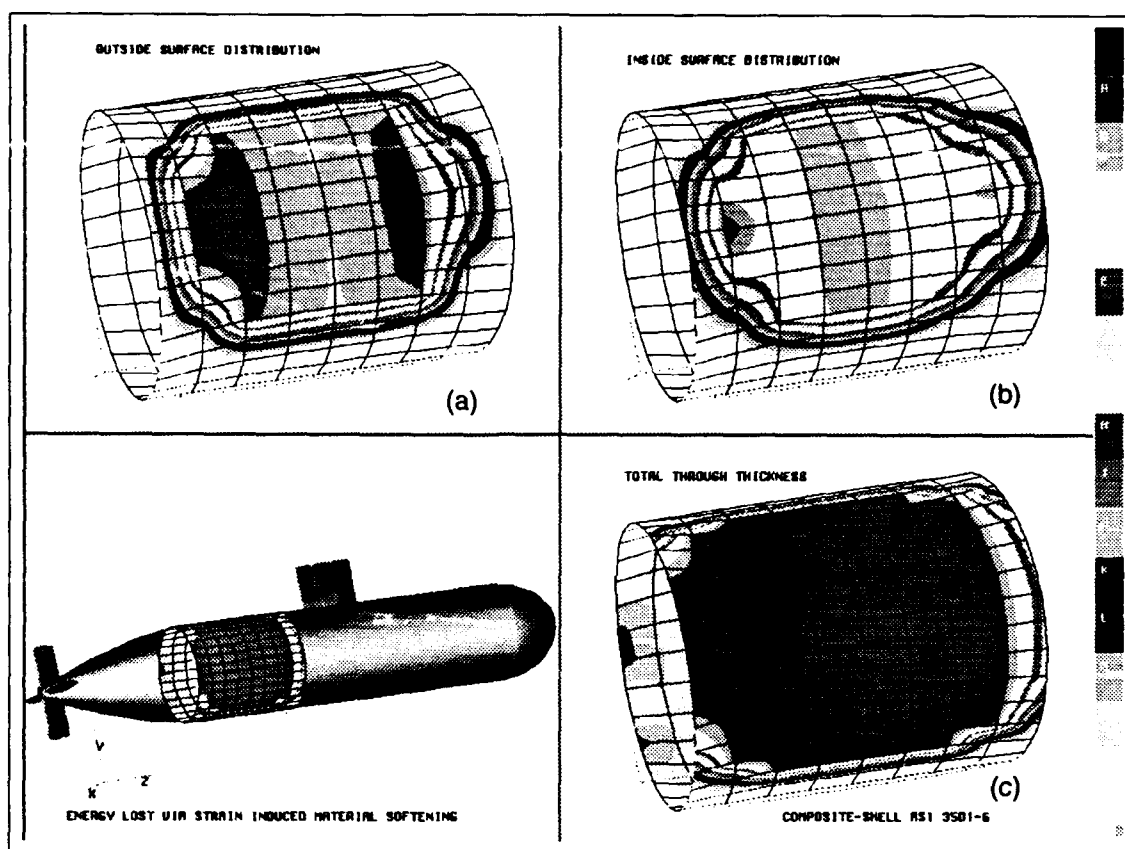 OUTSIDE SURFACE DISTRIBUTION
INSIDE SURFACE DISTRIBUTION
(a)
(b)
TOTAL THROUGH THICKNESS
Y
Z
X
(c)
ENERGY LOST VIA STRAIN INDUCED MATERIAL SOFTENING
COMPOSITE-SHELL AS1 3501-6